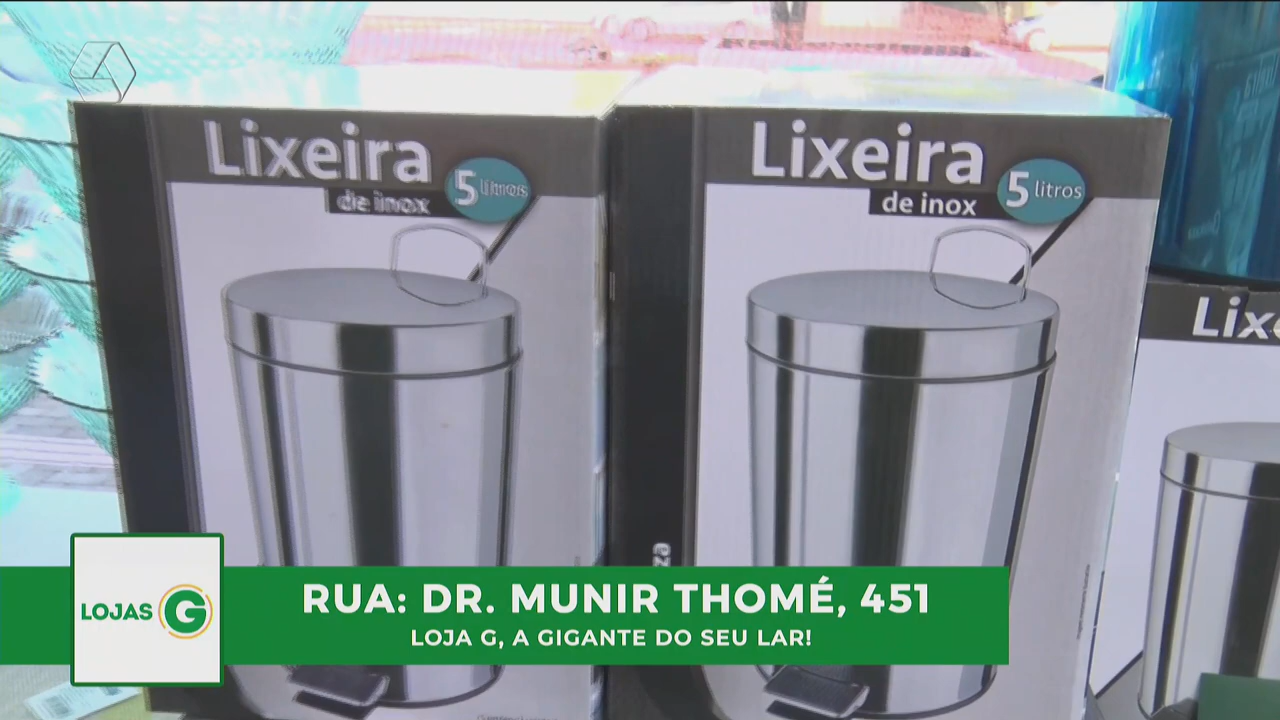 Lixeira
de inox
5 litros
Lixeira
de inox
5 litros
LOJAS G
RUA: DR. MUNIR THOMÉ, 451
LOJA G, A GIGANTE DO SEU LAR!